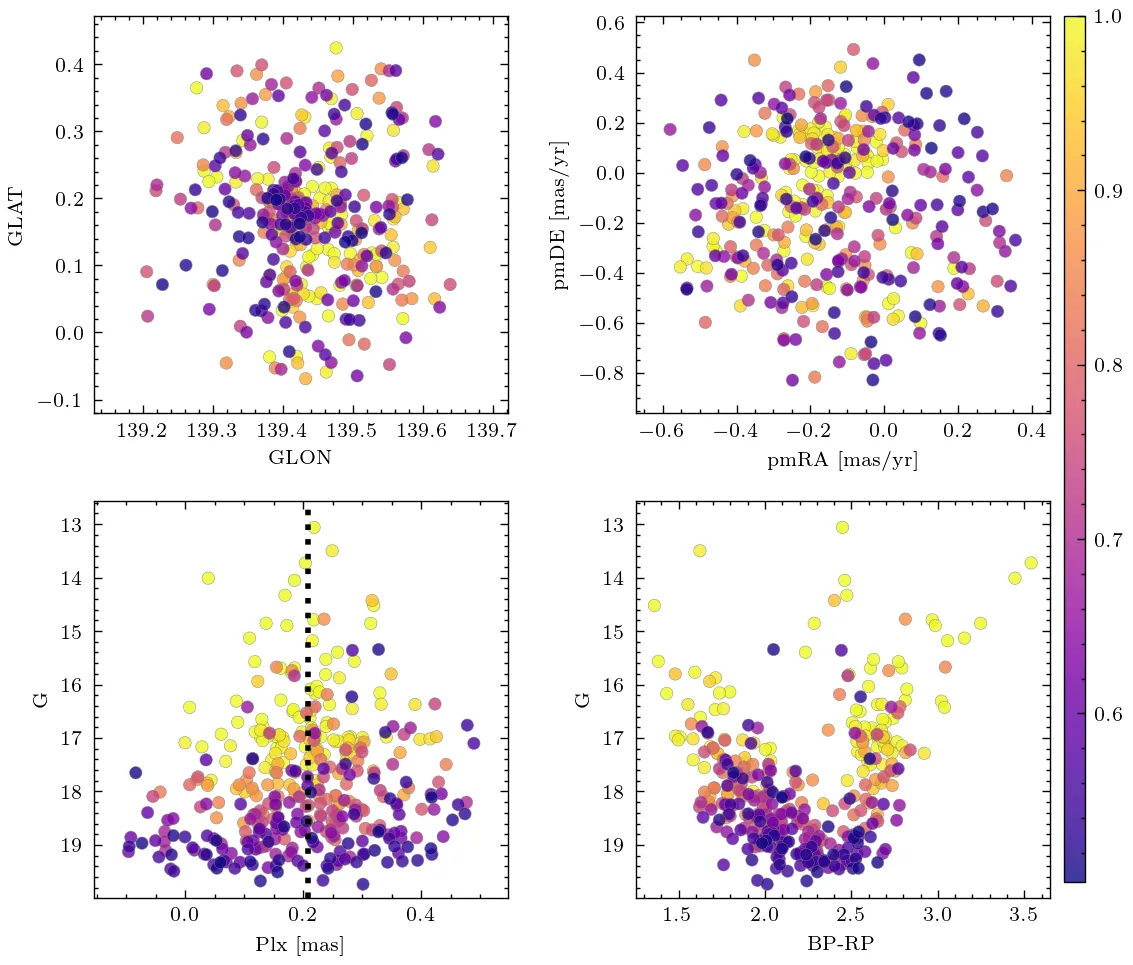 0.4
0.3
0.2
0.1
0.0
−0.1
GLAT
139.2 139.3 139.4 139.5 139.6 139.7
GLON
0.6
0.4
0.2
0.0
−0.2
−0.4
−0.6
−0.8
pmDE [mas/yr]
−0.6 −0.4 −0.2 0.0 0.2 0.4
pmRA [mas/yr]
1.0
0.9
0.8
0.7
0.6
13
14
15
16
17
18
19
G
0.0 0.2 0.4
Plx [mas]
13
14
15
16
17
18
19
G
1.5 2.0 2.5 3.0 3.5
BP-RP